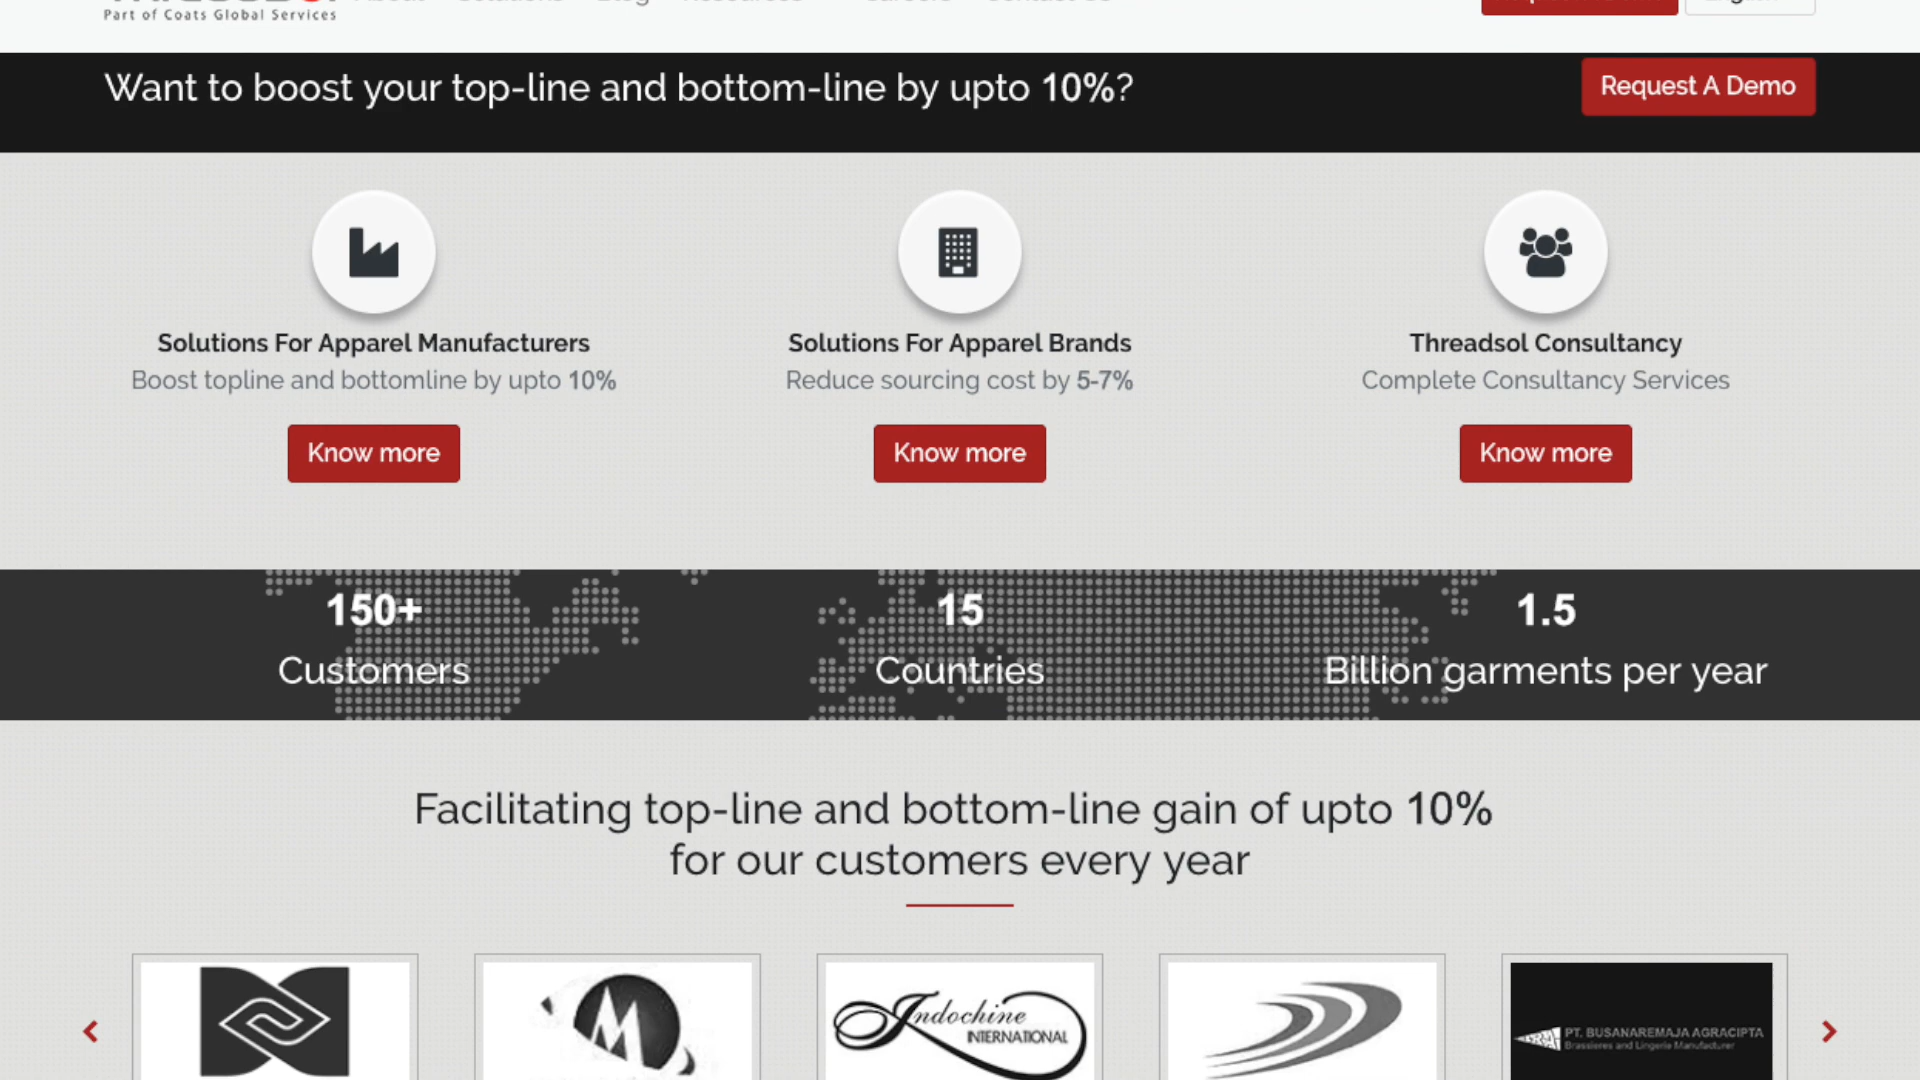 Part of Coats Global Services
Want to boost your top-line and bottom-line by upto 10%?
Request A Demo
Solutions For Apparel Manufacturers
Boost topline and bottomline by upto 10%
Know more
Solutions For Apparel Brands
Reduce sourcing cost by 5-7%
Know more
Threadsol Consultancy
Complete Consultancy Services
Know more
150+
Customers
15
Countries
1.5
Billion garments per year
Facilitating top-line and bottom-line gain of upto 10%
for our customers every year
M
Indochine
INTERNATIONAL
PT. BUSANAREMAJA AGRACIPTA
Brassieres and Lingerie Manufacturer